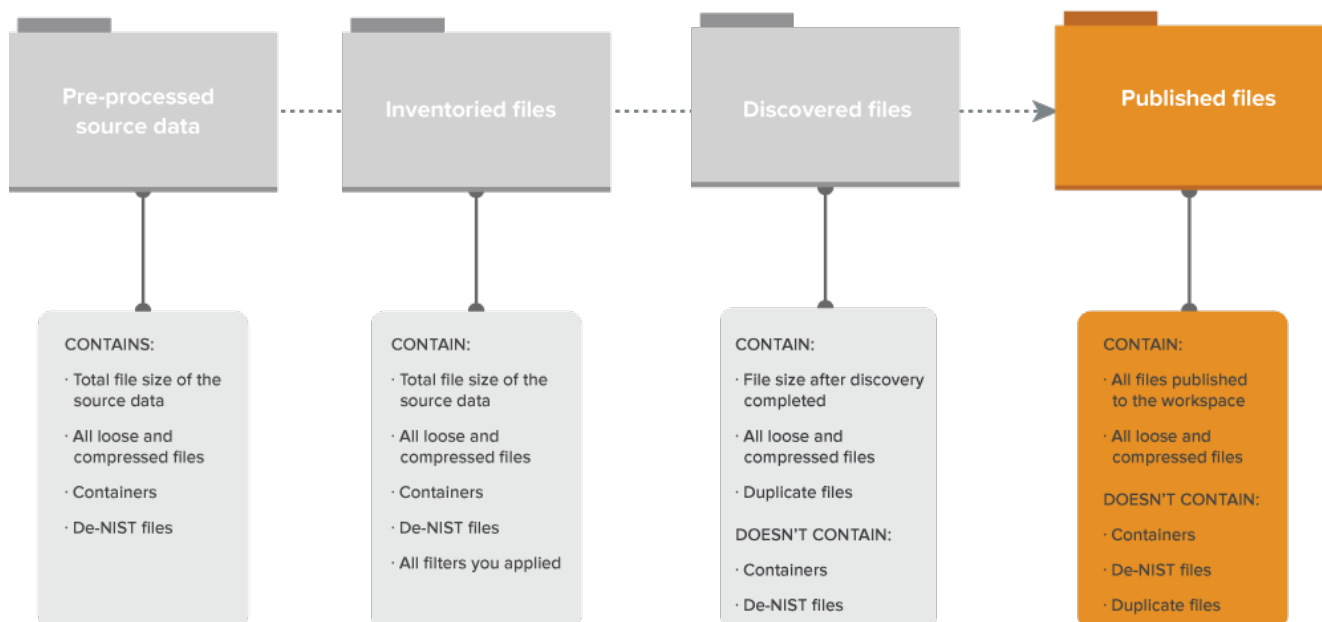 Pre-processed
source data
Inventoried files
Discovered files
Published files
CONTAINS:
· Total file size of the
source data
· All loose and
compressed files
· Containers
· De-NIST files
CONTAIN:
· Total file size of the
source data
· All loose and
compressed files
· Containers
· De-NIST files
· All filters you applied
CONTAIN:
· File size after discovery
completed
· All loose and
compressed files
· Duplicate files
DOESN'T CONTAIN:
· Containers
· De-NIST files
CONTAIN:
· All files published
to the workspace
· All loose and
compressed files
DOESN'T CONTAIN:
· Containers
· De-NIST files
· Duplicate files